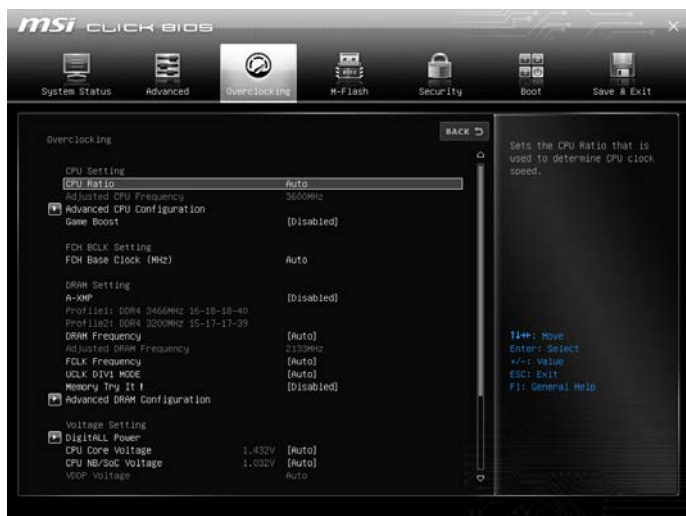 msi CLICK BIOS
System Status
Advanced
Overclocking
M-Flash
Security
Boot
Save & Exit
Overclocking
BACK
CPU Setting
CPU Ratio Auto
Adjusted CPU Frequency 3600MHz
Advanced CPU Configuration
Game Boost [Disabled]
FCH BCLK Setting
FCH Base Clock (MHz) Auto
DRAM Setting
A-XMP [Disabled]
Profile1: DDR4 3466MHz 16-18-18-40
Profile2: DDR4 3200MHz 15-17-17-39
DRAM Frequency [Auto]
Adjusted DRAM Frequency 2133MHz
FCLK Frequency [Auto]
UCLK DIV1 MODE [Auto]
Memory Try It ! [Disabled]
Advanced DRAM Configuration
Voltage Setting
DigitALL Power
CPU Core Voltage 1.432V [Auto]
CPU NB/SoC Voltage 1.032V [Auto]
VDDP Voltage Auto
Sets the CPU Ratio that is
used to determine CPU clock
speed.
↑↓←→: Move
Enter: Select
+/-: Value
ESC: Exit
F1: General Help